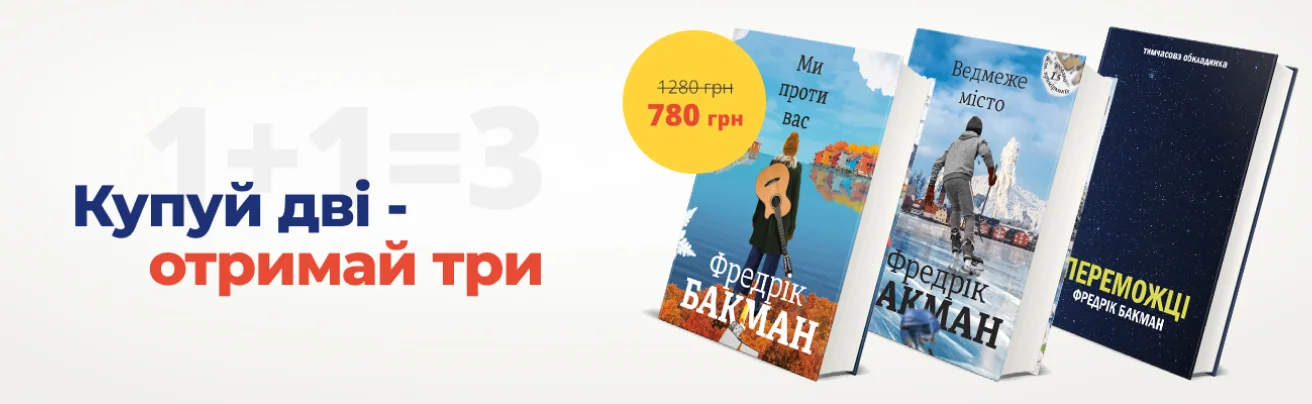 1+1=3
Купуй дві -
отримай три
1280 грн
780 грн
Ми
проти
вас
Фредрік
БАКМАН
Ведмеже
місто
Фредрік
АКМАН
тимчасова обкладинка
ПЕРЕМОЖЦІ
ФРЕДРІК БАКМАН